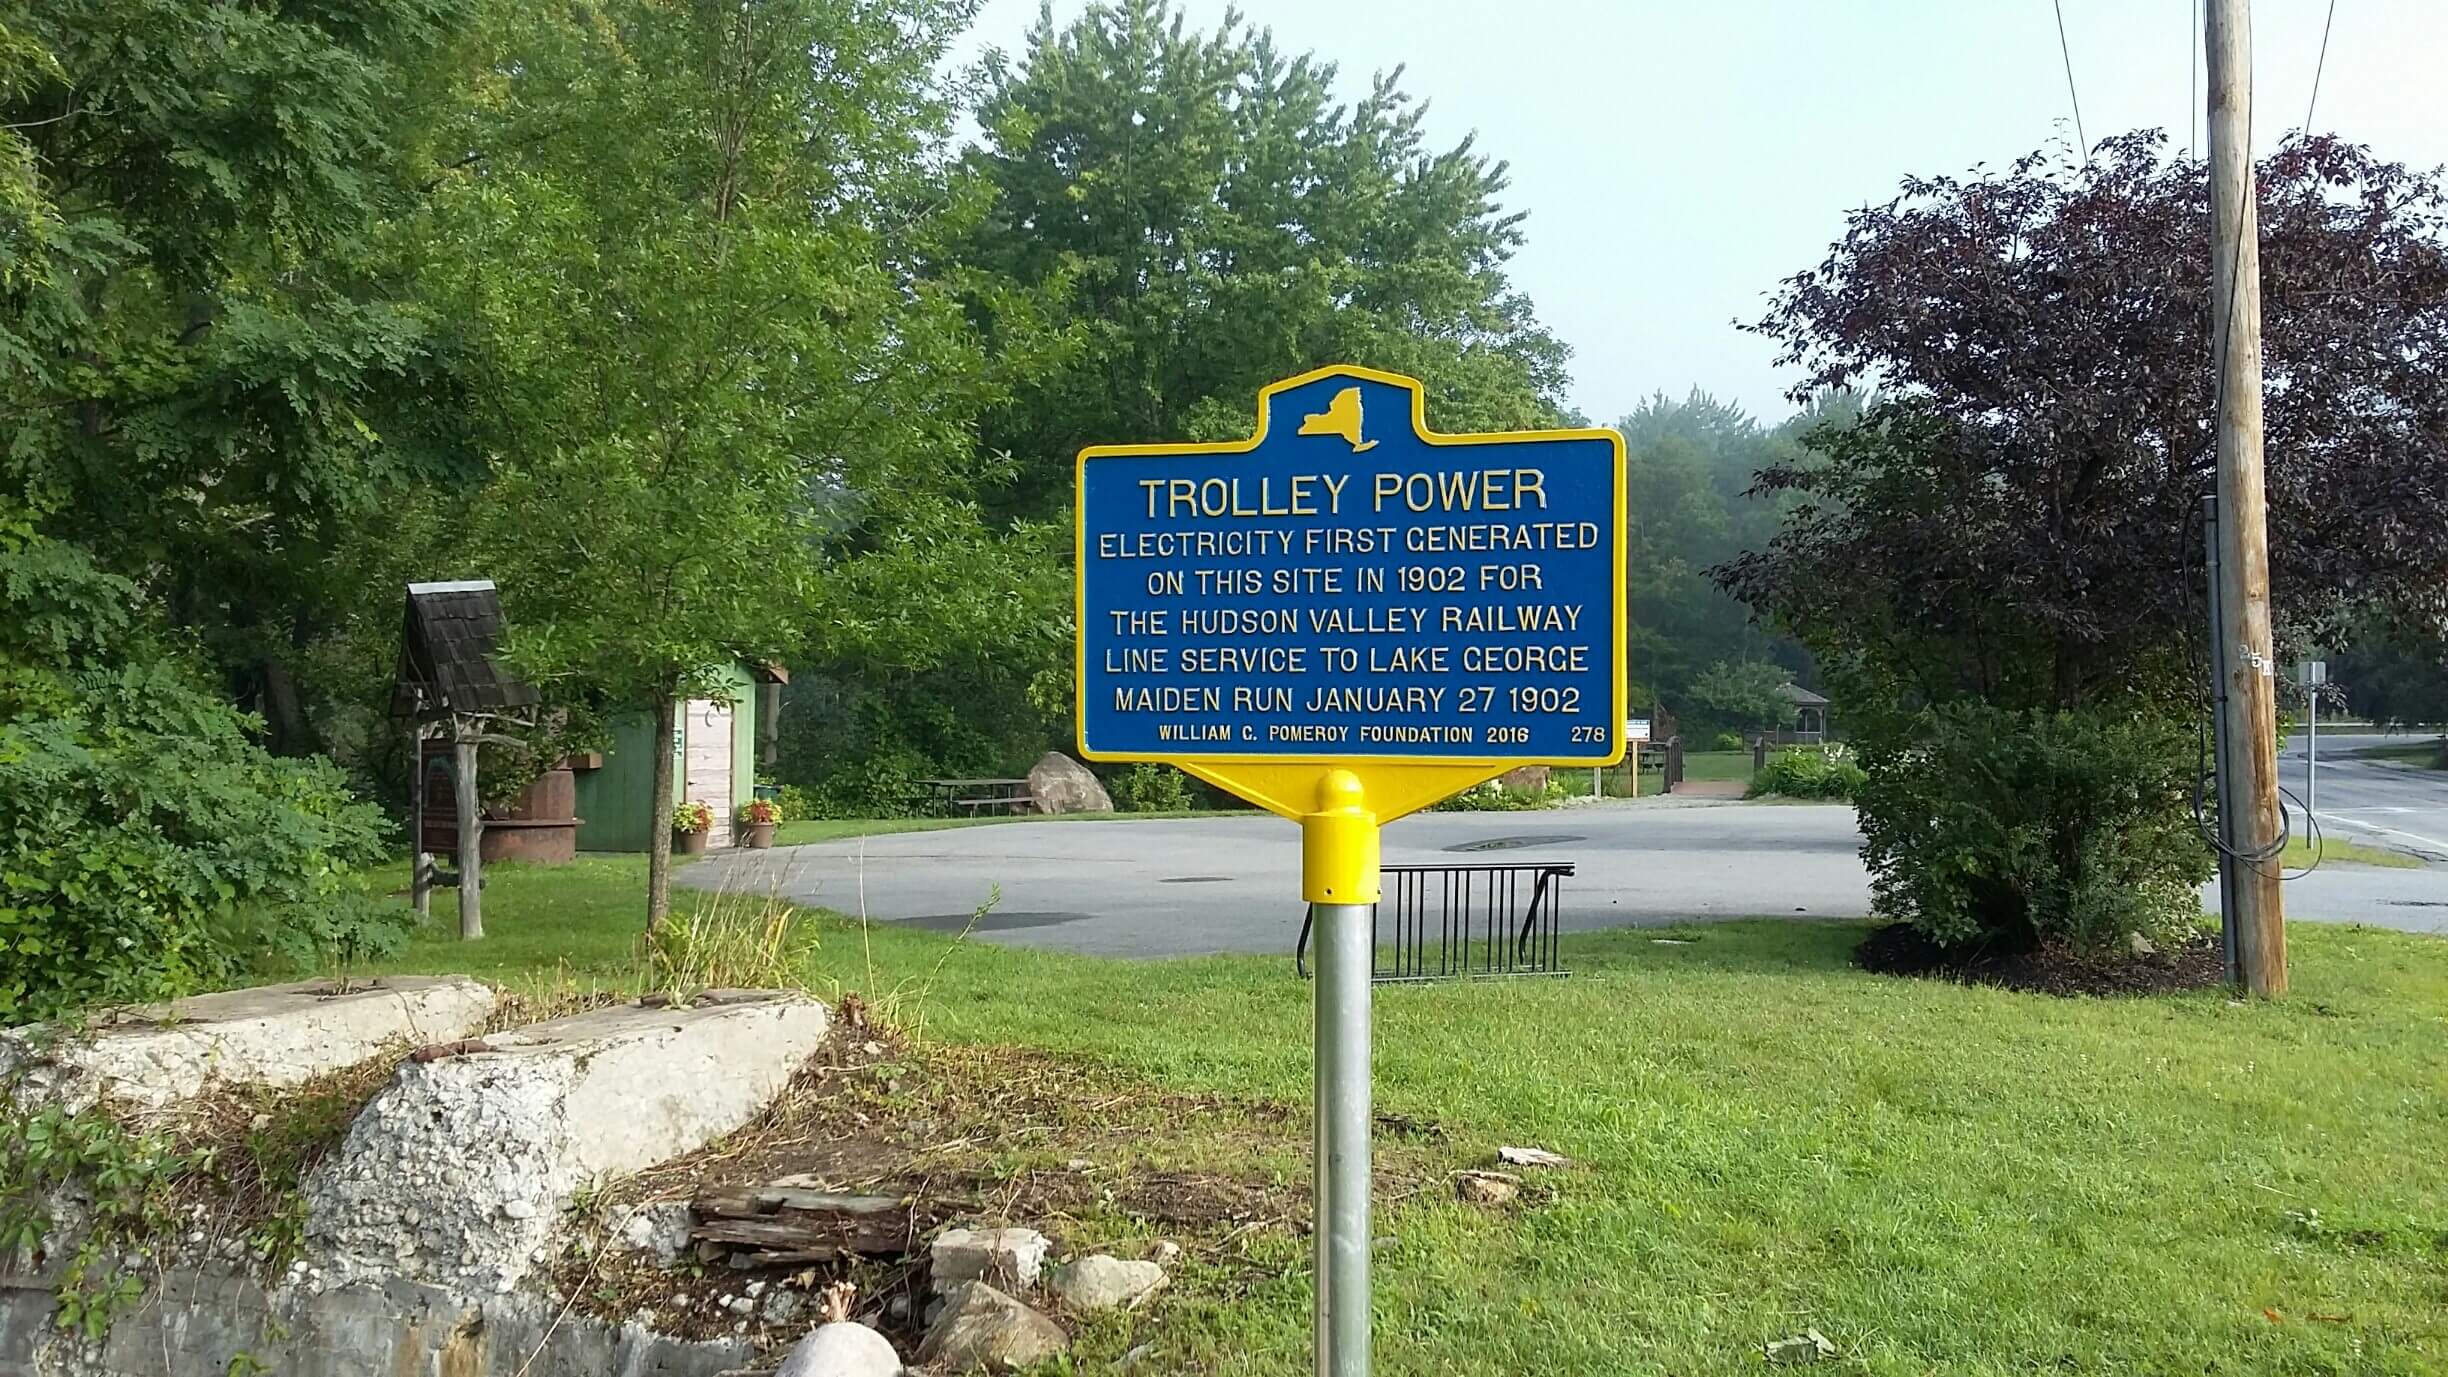 TROLLEY POWER
ELECTRICITY FIRST GENERATED
ON THIS SITE IN 1902 FOR
THE HUDSON VALLEY RAILWAY
LINE SERVICE TO LAKE GEORGE
MAIDEN RUN JANUARY 27 1902
WILLIAM G. POMEROY FOUNDATION 2016 278